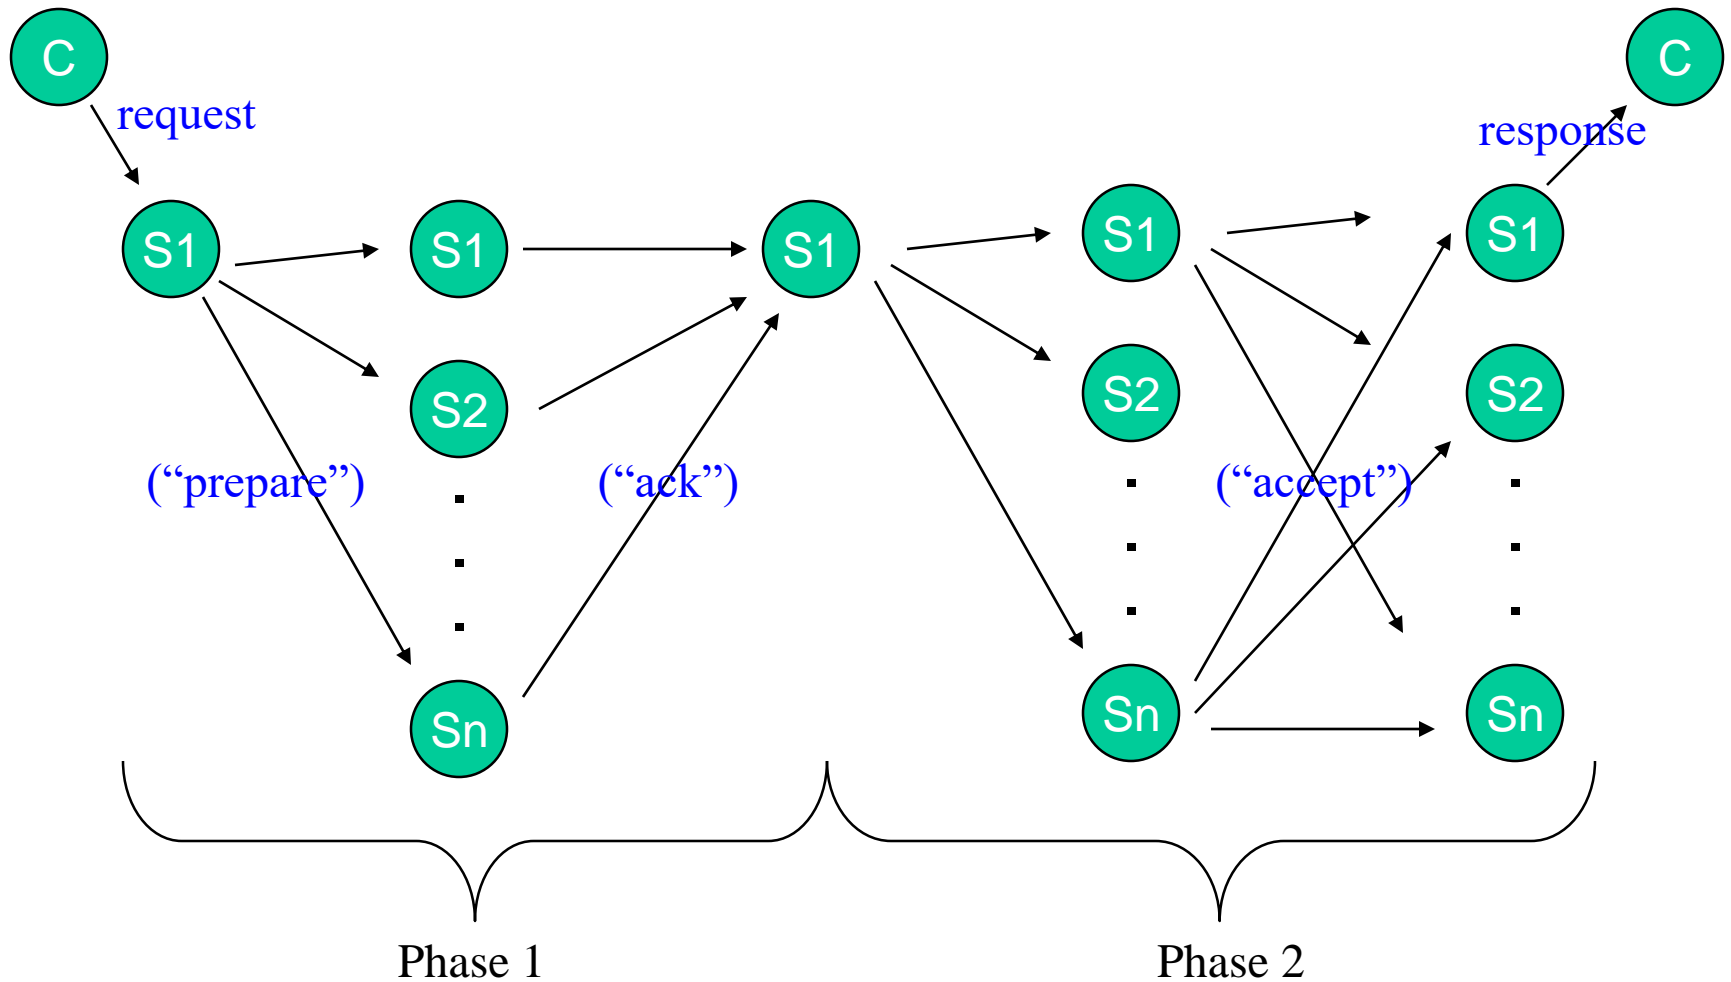 C
C
request
response
S1
S1
S1
S1
S1
S2
S2
S2
(“prepare”)
(“ack”)
(“accept”)
Sn
Sn
Sn
Phase 1
Phase 2